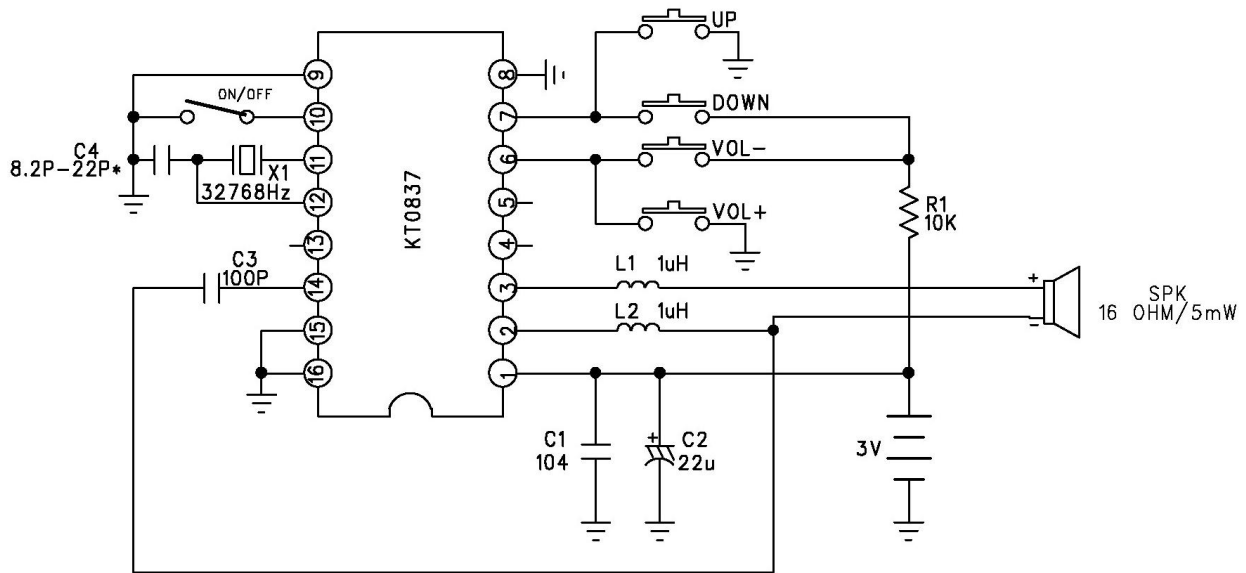 UP
9
8
ON/OFF
10
7
DOWN
C4
8.2P-22P*
11
X1
32768Hz
6
VOL-
12
5
VOL+
R1
10K
KT0837
13
4
C3
100P
14
3
L1 1uH
+
SPK
16 OHM/5mW
-
15
2
L2 1uH
16
1
C1
104
+
C2
22u
3V